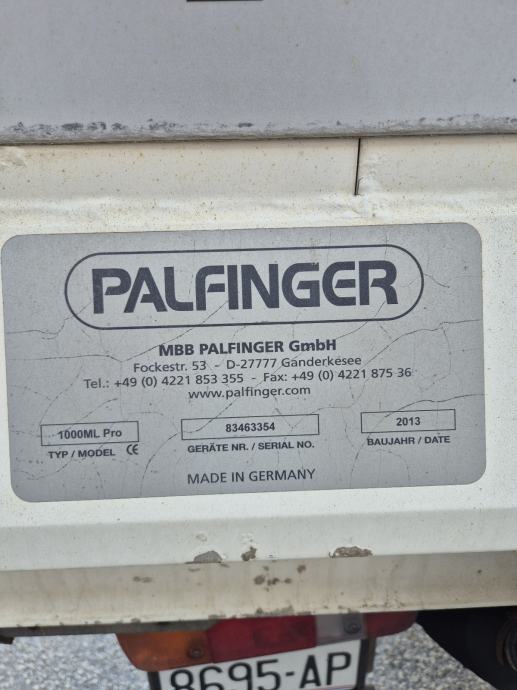 PALFINGER
MBB PALFINGER GmbH
Fockestr. 53 - D-27777 Ganderkesee
Tel.: +49 (0) 4221 853 355 - Fax: +49 (0) 4221 875 36
www.palfinger.com
1000ML Pro 83463354 2013
TYP / MODEL CE GERÄTE NR. / SERIAL NO. BAUJAHR / DATE
MADE IN GERMANY
8695-AP